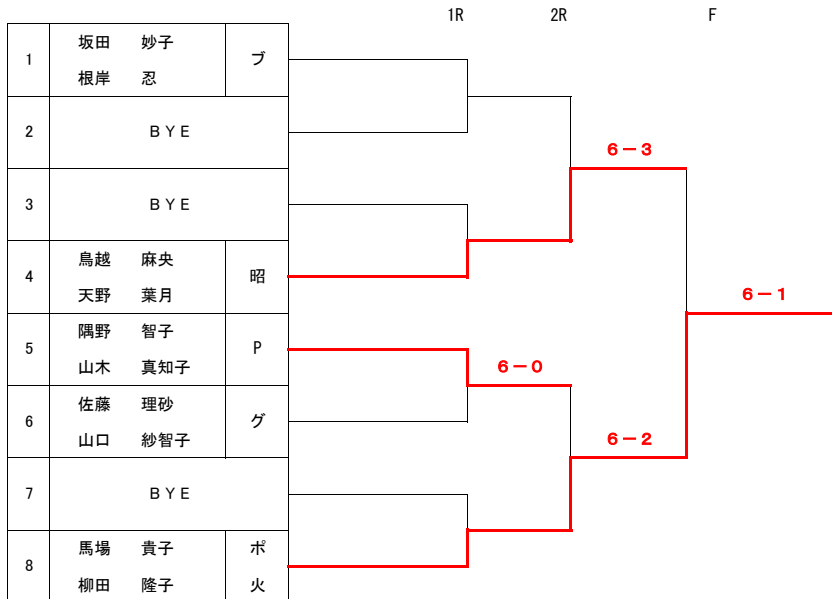 1R 2R F
1 坂田 妙子 ブ
根岸 忍
2 ＢＹＥ
6－3
3 ＢＹＥ
4 鳥越 麻央 昭
天野 葉月
6－1
5 隅野 智子 P
山木 真知子
6－0
6 佐藤 理砂 グ
山口 紗智子
6－2
7 ＢＹＥ
8 馬場 貴子 ポ
柳田 隆子 火